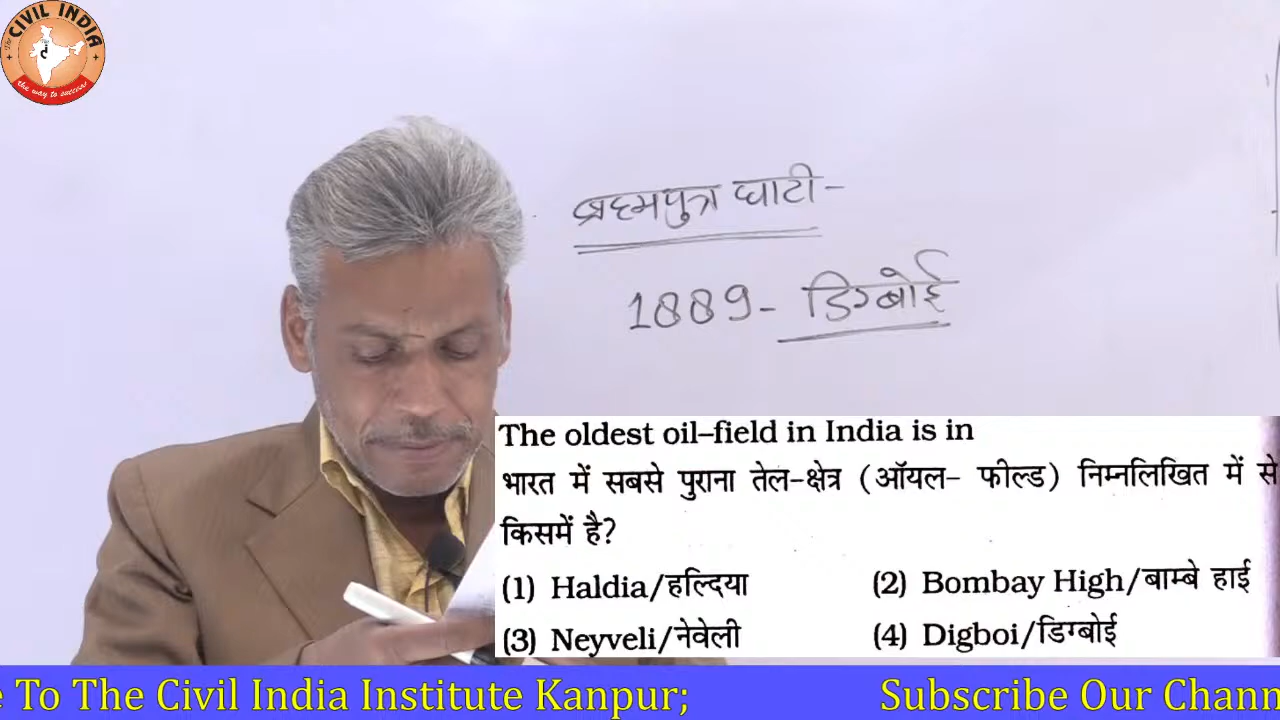 The CIVIL INDIA
the way to success
ब्रह्मपुत्र घाटी-
1889- डिग्बोई
The oldest oil-field in India is in
भारत में सबसे पुराना तेल-क्षेत्र (ऑयल- फील्ड) निम्नलिखित में से
किसमें है?
(1) Haldia/हल्दिया (2) Bombay High/बाम्बे हाई
(3) Neyveli/नेवेली (4) Digboi/डिग्बोई
To The Civil India Institute Kanpur; Subscribe Our Chann